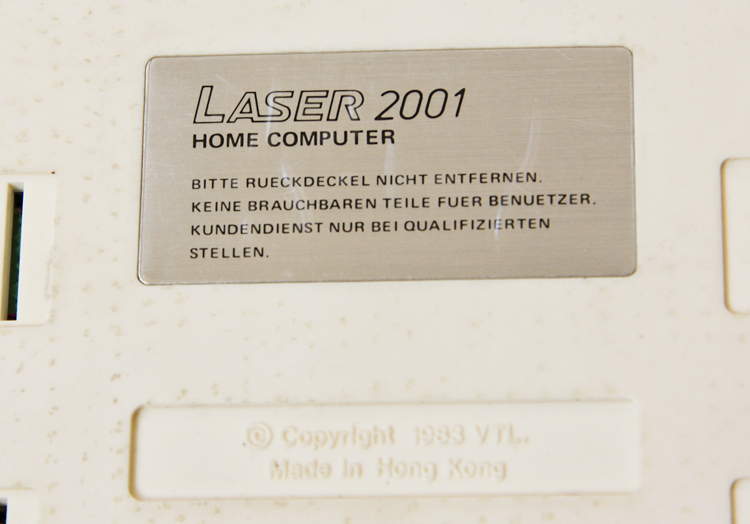 LASER 2001
HOME COMPUTER
BITTE RUECKDECKEL NICHT ENTFERNEN.
KEINE BRAUCHBAREN TEILE FUER BENUETZER.
KUNDENDIENST NUR BEI QUALIFIZIERTEN
STELLEN.
© Copyright 1983 VTL.
Made In Hong Kong